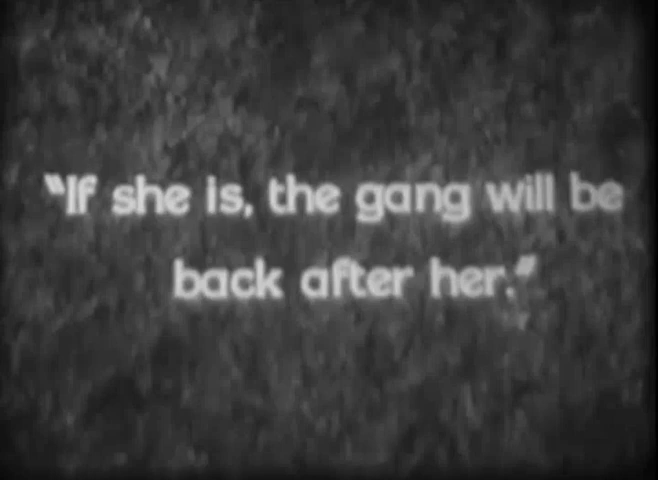 "If she is, the gang will be
back after her."